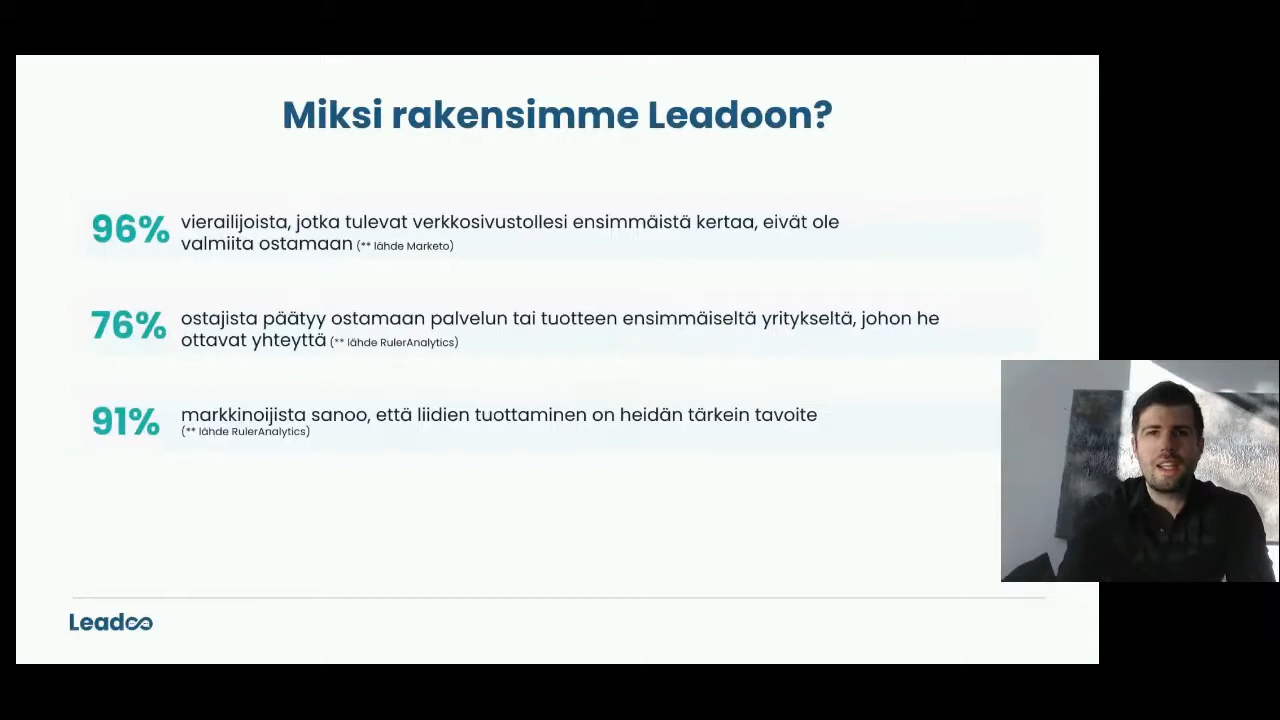 Miksi rakensimme Leadoon?
96% vierailijoista, jotka tulevat verkkosivustollesi ensimmäistä kertaa, eivät ole
valmiita ostamaan (** lähde Marketo)
76% ostajista päätyy ostamaan palvelun tai tuotteen ensimmäiseltä yritykseltä, johon he
ottavat yhteyttä (** lähde RulerAnalytics)
91% markkinoijista sanoo, että liidien tuottaminen on heidän tärkein tavoite
(** lähde RulerAnalytics)
Leadoo